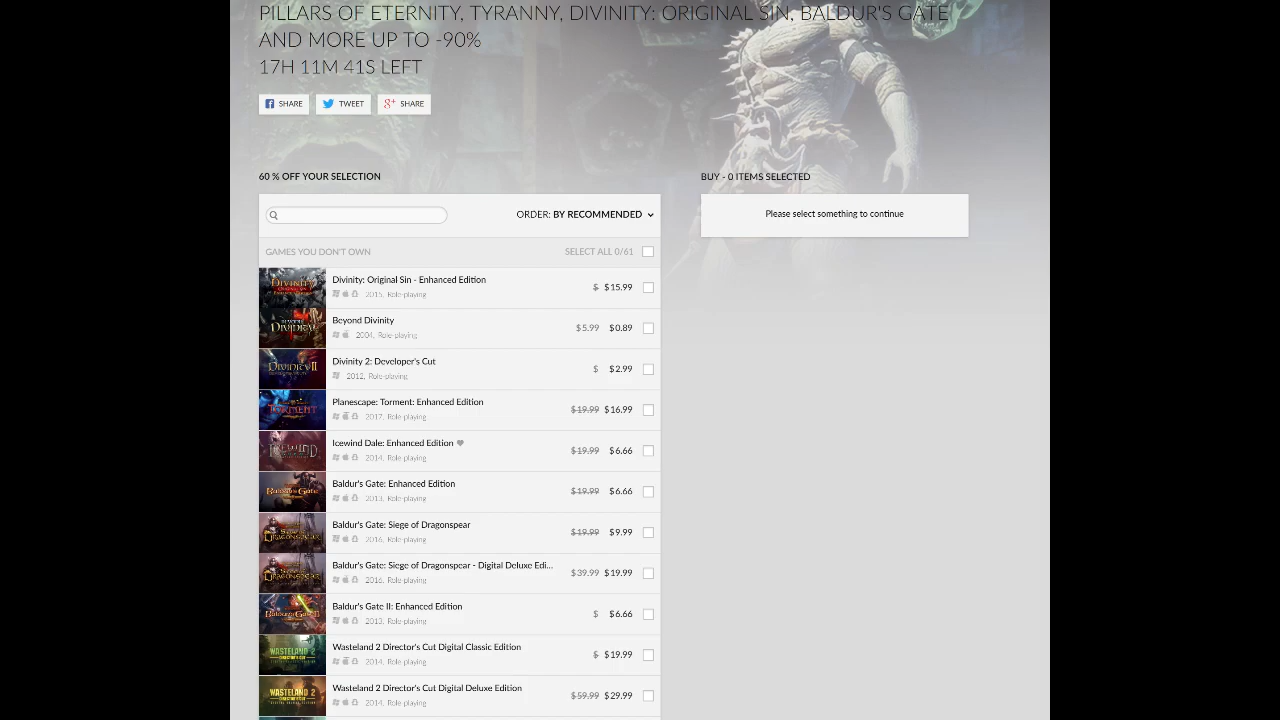 PILLARS OF ETERNITY, TYRANNY, DIVINITY: ORIGINAL SIN, BALDUR'S GATE
AND MORE UP TO -90%
17H 11M 41S LEFT
SHARE TWEET SHARE
60 % OFF YOUR SELECTION
BUY - 0 ITEMS SELECTED
ORDER: BY RECOMMENDED
Please select something to continue
GAMES YOU DON'T OWN SELECT ALL 0/61
Divinity: Original Sin - Enhanced Edition
$ $15.99
2015, Role-playing
Beyond Divinity
$5.99 $0.89
2004, Role-playing
Divinity 2: Developer's Cut
$ $2.99
2012, Role-playing
Planescape: Torment: Enhanced Edition
$19.99 $16.99
2017, Role-playing
Icewind Dale: Enhanced Edition
$19.99 $6.66
2014, Role-playing
Baldur's Gate: Enhanced Edition
$19.99 $6.66
2013, Role-playing
Baldur's Gate: Siege of Dragonspear
$19.99 $9.99
2016, Role-playing
Baldur's Gate: Siege of Dragonspear - Digital Deluxe Edi...
$39.99 $19.99
2016, Role-playing
Baldur's Gate II: Enhanced Edition
$ $6.66
2013, Role-playing
Wasteland 2 Director's Cut Digital Classic Edition
$ $19.99
2014, Role-playing
Wasteland 2 Director's Cut Digital Deluxe Edition
$59.99 $29.99
2014, Role-playing